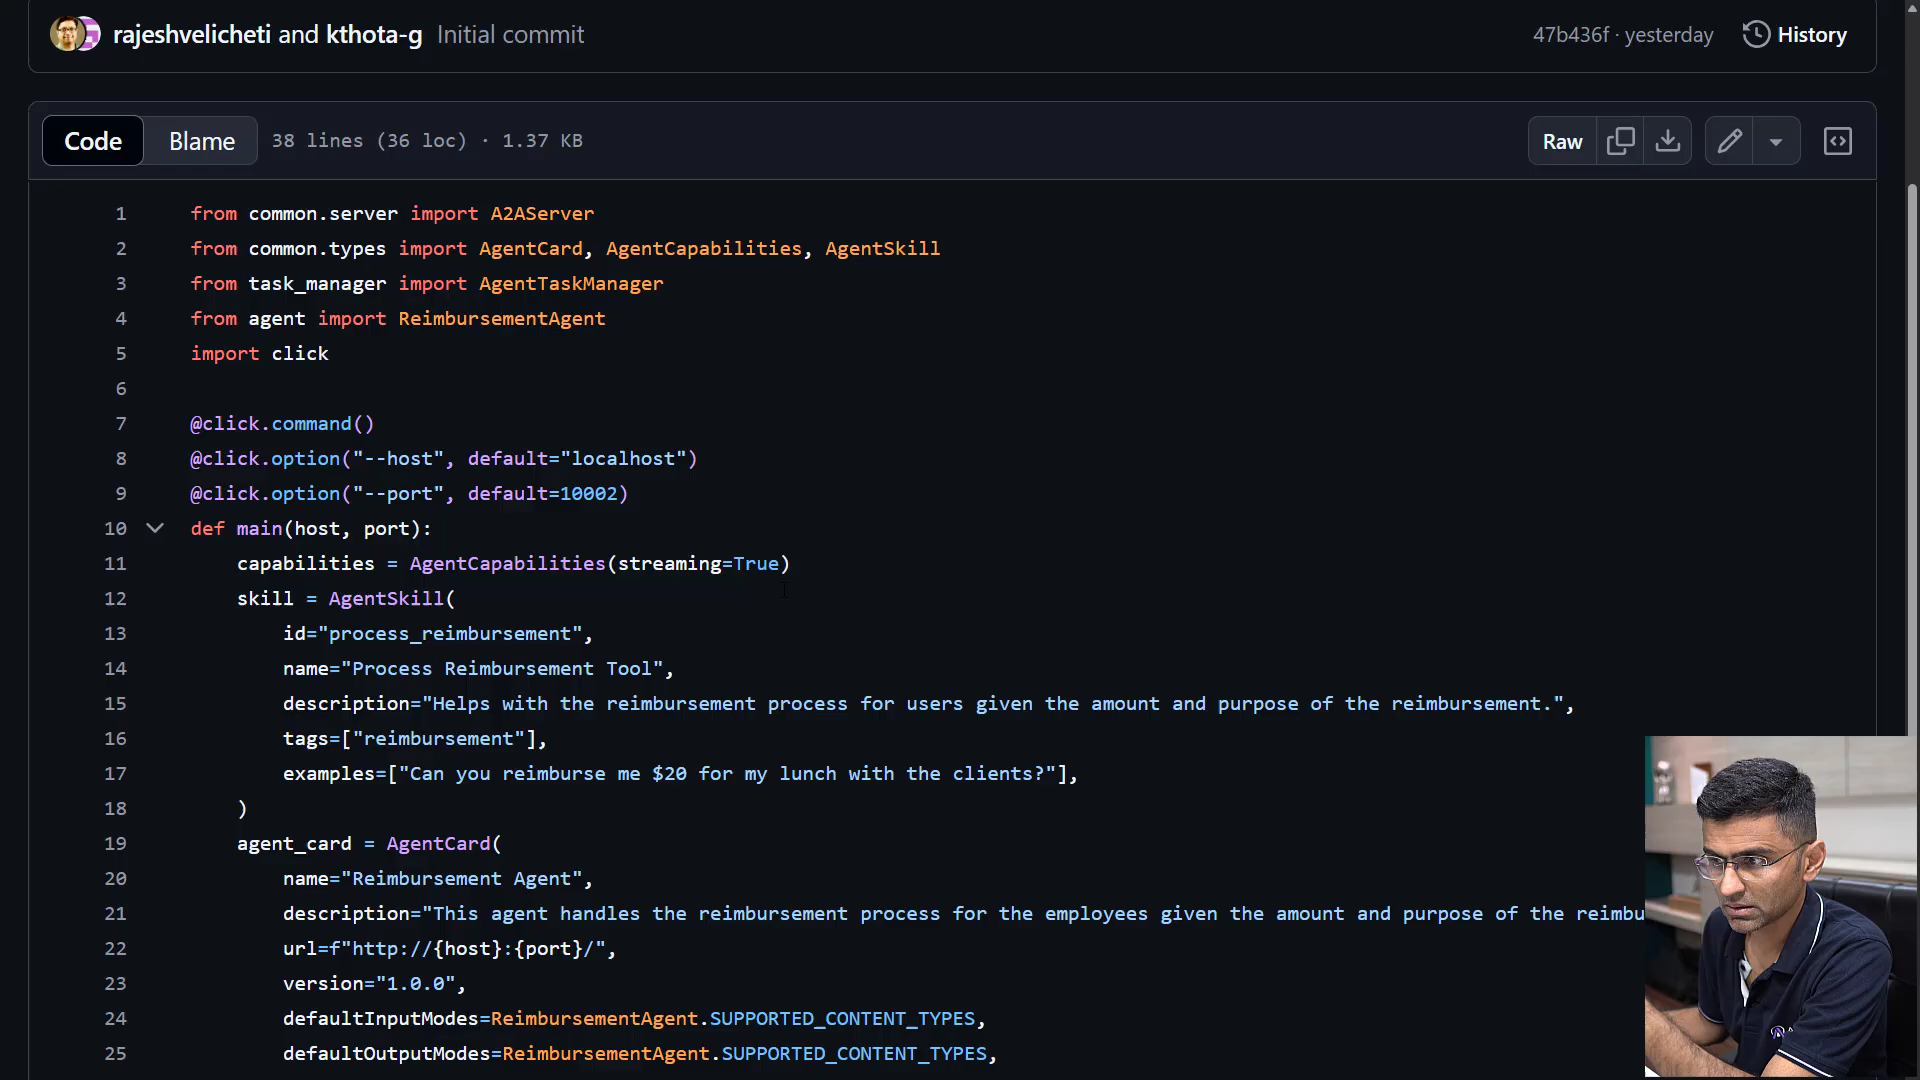 rajeshvelicheti and kthota-g Initial commit 47b436f · yesterday History
Code Blame 38 lines (36 loc) · 1.37 KB Raw
1 from common.server import A2AServer
2 from common.types import AgentCard, AgentCapabilities, AgentSkill
3 from task_manager import AgentTaskManager
4 from agent import ReimbursementAgent
5 import click
6
7 @click.command()
8 @click.option("--host", default="localhost")
9 @click.option("--port", default=10002)
10 def main(host, port):
11 capabilities = AgentCapabilities(streaming=True)
12 skill = AgentSkill(
13 id="process_reimbursement",
14 name="Process Reimbursement Tool",
15 description="Helps with the reimbursement process for users given the amount and purpose of the reimbursement.",
16 tags=["reimbursement"],
17 examples=["Can you reimburse me $20 for my lunch with the clients?"],
18 )
19 agent_card = AgentCard(
20 name="Reimbursement Agent",
21 description="This agent handles the reimbursement process for the employees given the amount and purpose of the reimbu
22 url=f"http://{host}:{port}/",
23 version="1.0.0",
24 defaultInputModes=ReimbursementAgent.SUPPORTED_CONTENT_TYPES,
25 defaultOutputModes=ReimbursementAgent.SUPPORTED_CONTENT_TYPES,